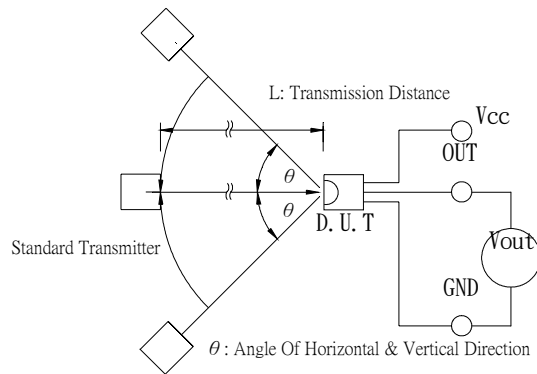 L: Transmission Distance
Vcc
OUT
θ
θ
D.U.T
Standard Transmitter
Vout
GND
θ : Angle Of Horizontal & Vertical Direction